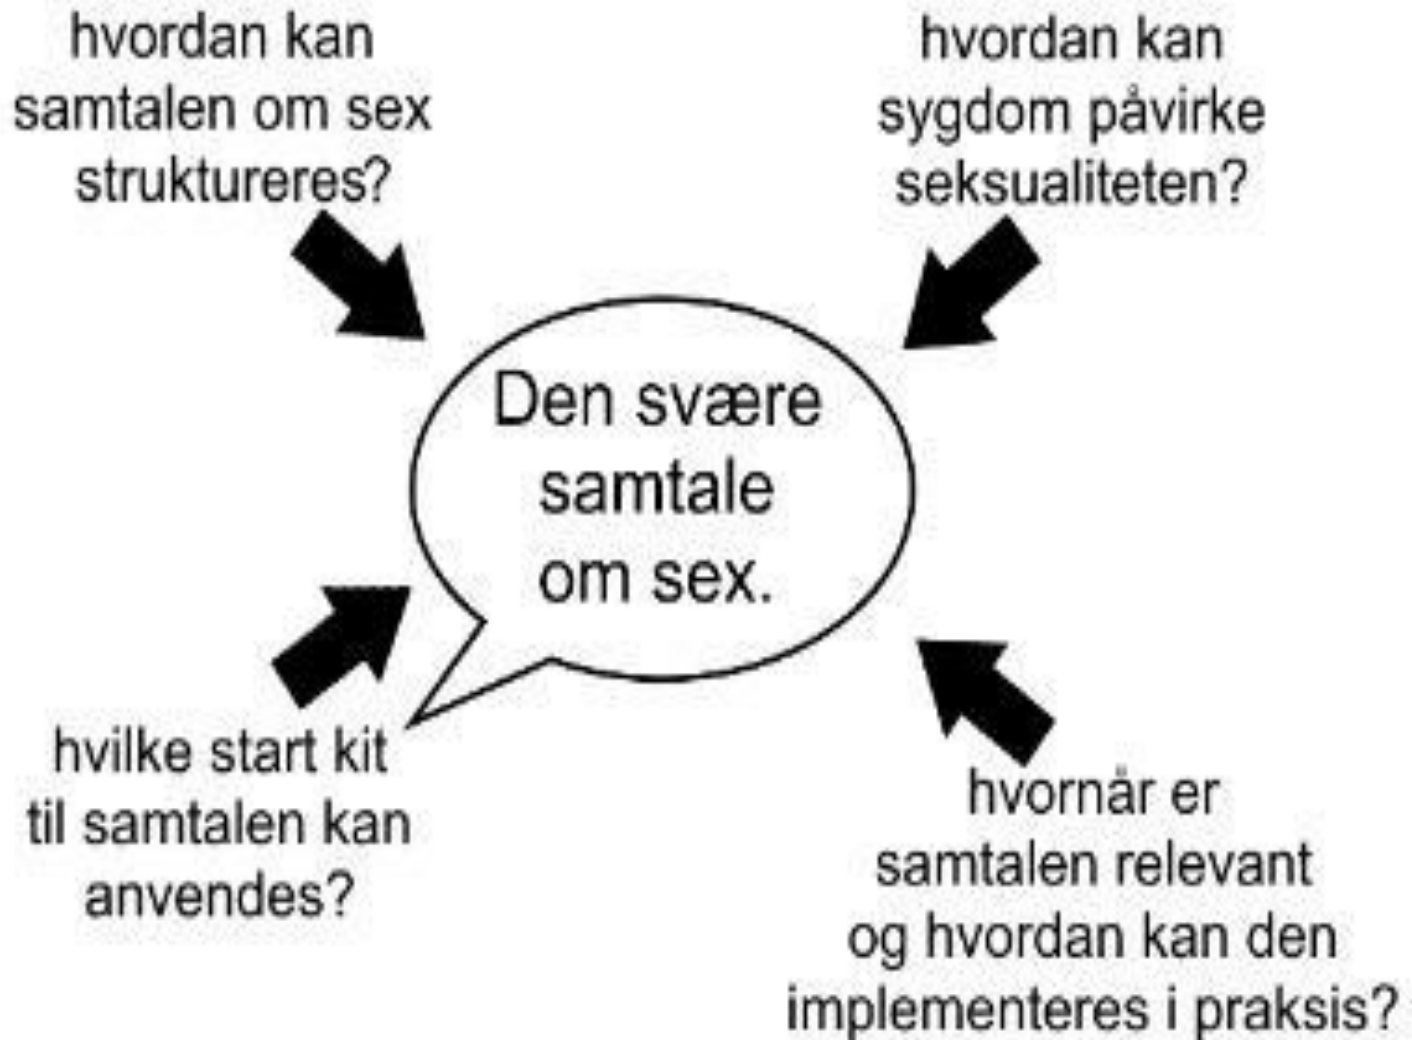 hvordan kan
samtalen om sex
struktureres?
hvordan kan
sygdom påvirke
seksualiteten?
Den svære
samtale
om sex.
hvilke start kit
til samtalen kan
anvendes?
hvornår er
samtalen relevant
og hvordan kan den
implementeres i praksis?